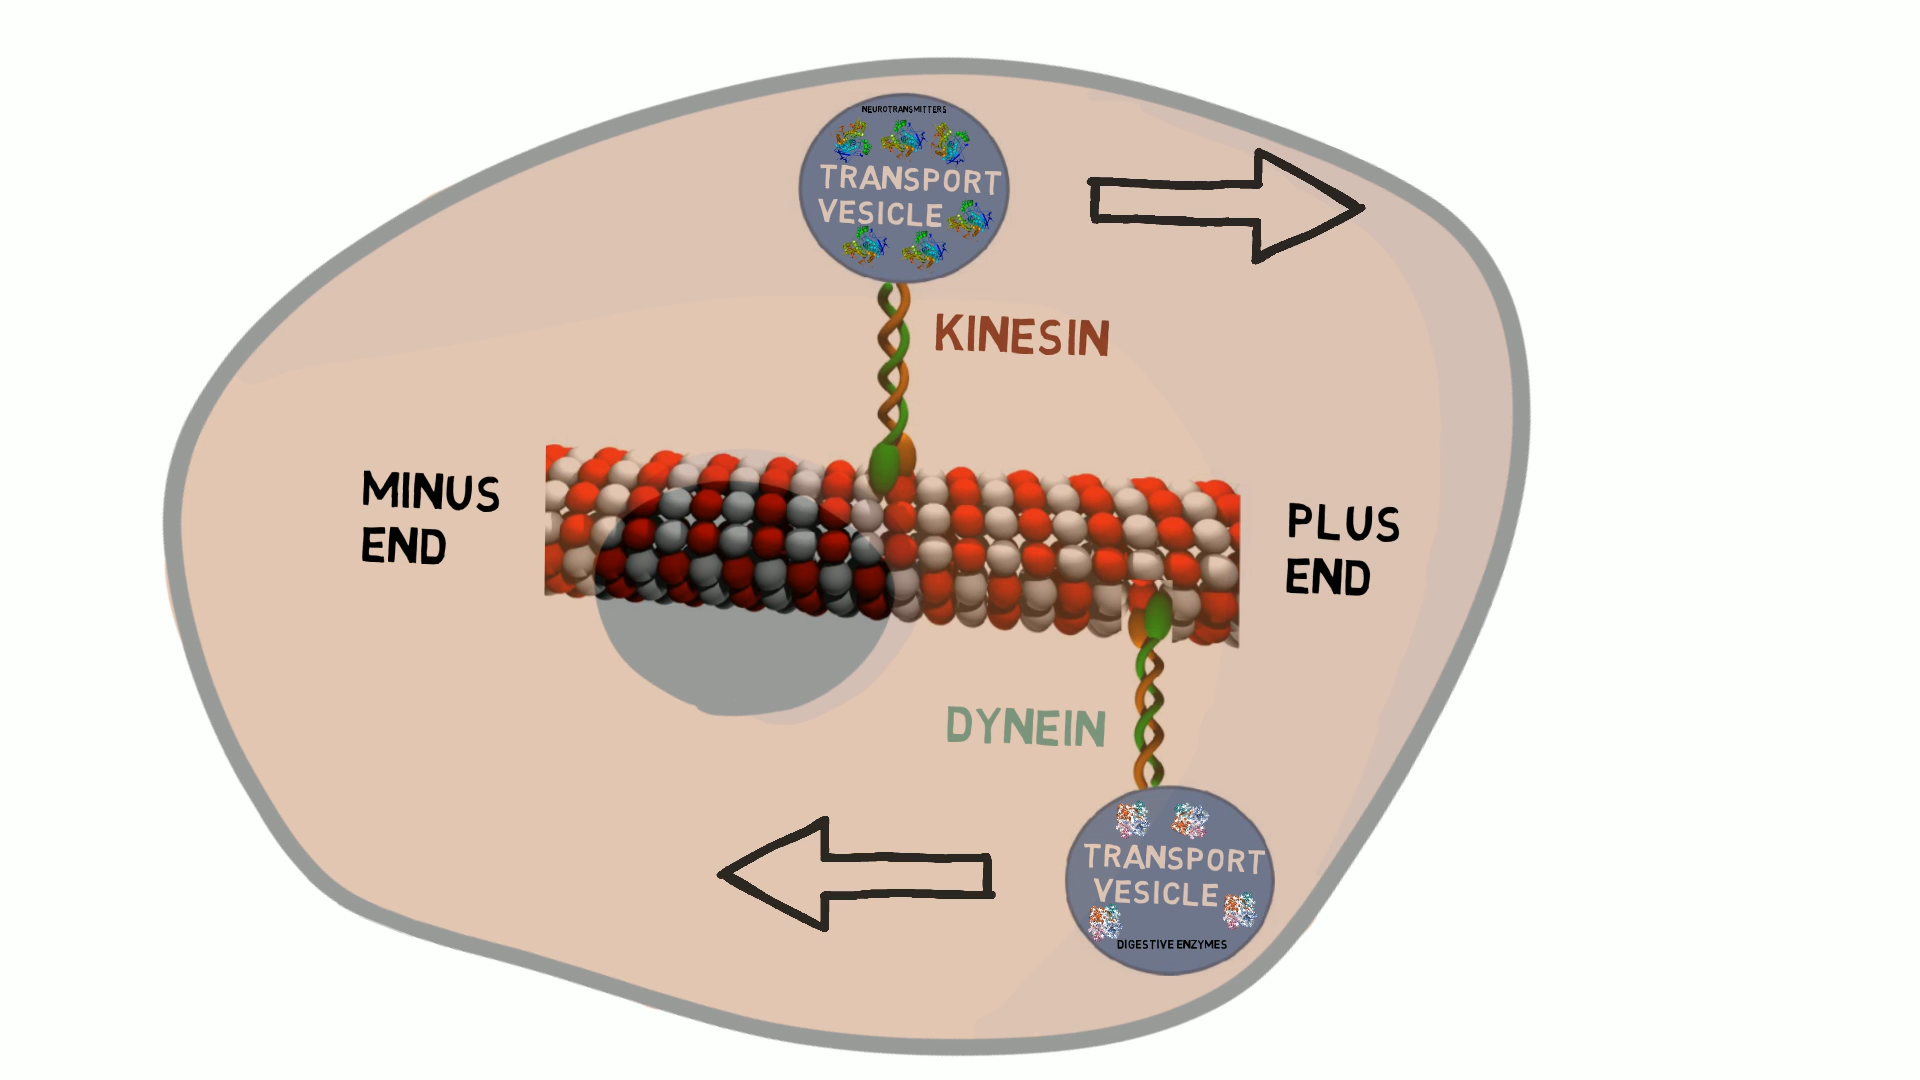 NEUROTRANSMITTERS
TRANSPORT
VESICLE
KINESIN
MINUS
END
PLUS
END
DYNEIN
TRANSPORT
VESICLE
DIGESTIVE ENZYMES